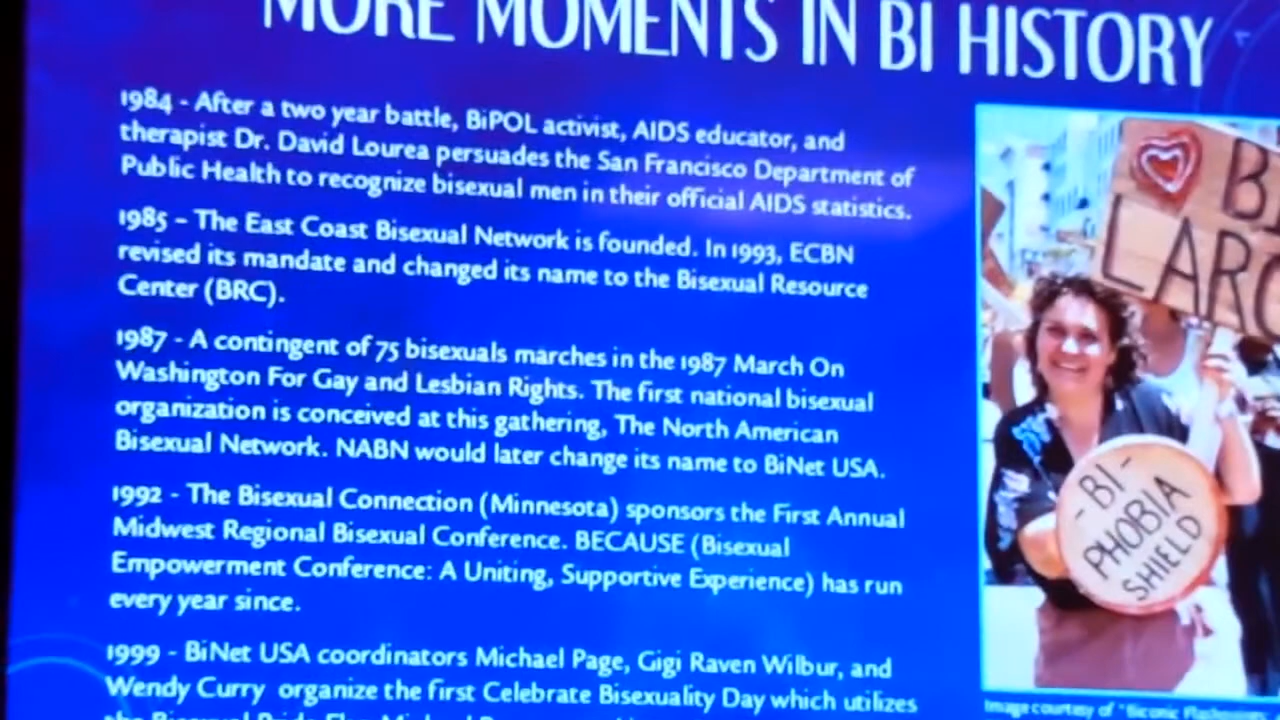 MORE MOMENTS IN BI HISTORY
1984 - After a two year battle, BiPOL activist, AIDS educator, and
therapist Dr. David Lourea persuades the San Francisco Department of
Public Health to recognize bisexual men in their official AIDS statistics.
1985 – The East Coast Bisexual Network is founded. In 1993, ECBN
revised its mandate and changed its name to the Bisexual Resource
Center (BRC).
1987 - A contingent of 75 bisexuals marches in the 1987 March On
Washington For Gay and Lesbian Rights. The first national bisexual
organization is conceived at this gathering, The North American
Bisexual Network. NABN would later change its name to BiNet USA.
1992 - The Bisexual Connection (Minnesota) sponsors the First Annual
Midwest Regional Bisexual Conference. BECAUSE (Bisexual
Empowerment Conference: A Uniting, Supportive Experience) has run
every year since.
1999 - BiNet USA coordinators Michael Page, Gigi Raven Wilbur, and
Wendy Curry organize the first Celebrate Bisexuality Day which utilizes
the Bisexual Pride Flag Michael
B
LARG
-BI-
PHOBIA
SHIELD
Image courtesy of "Biconic